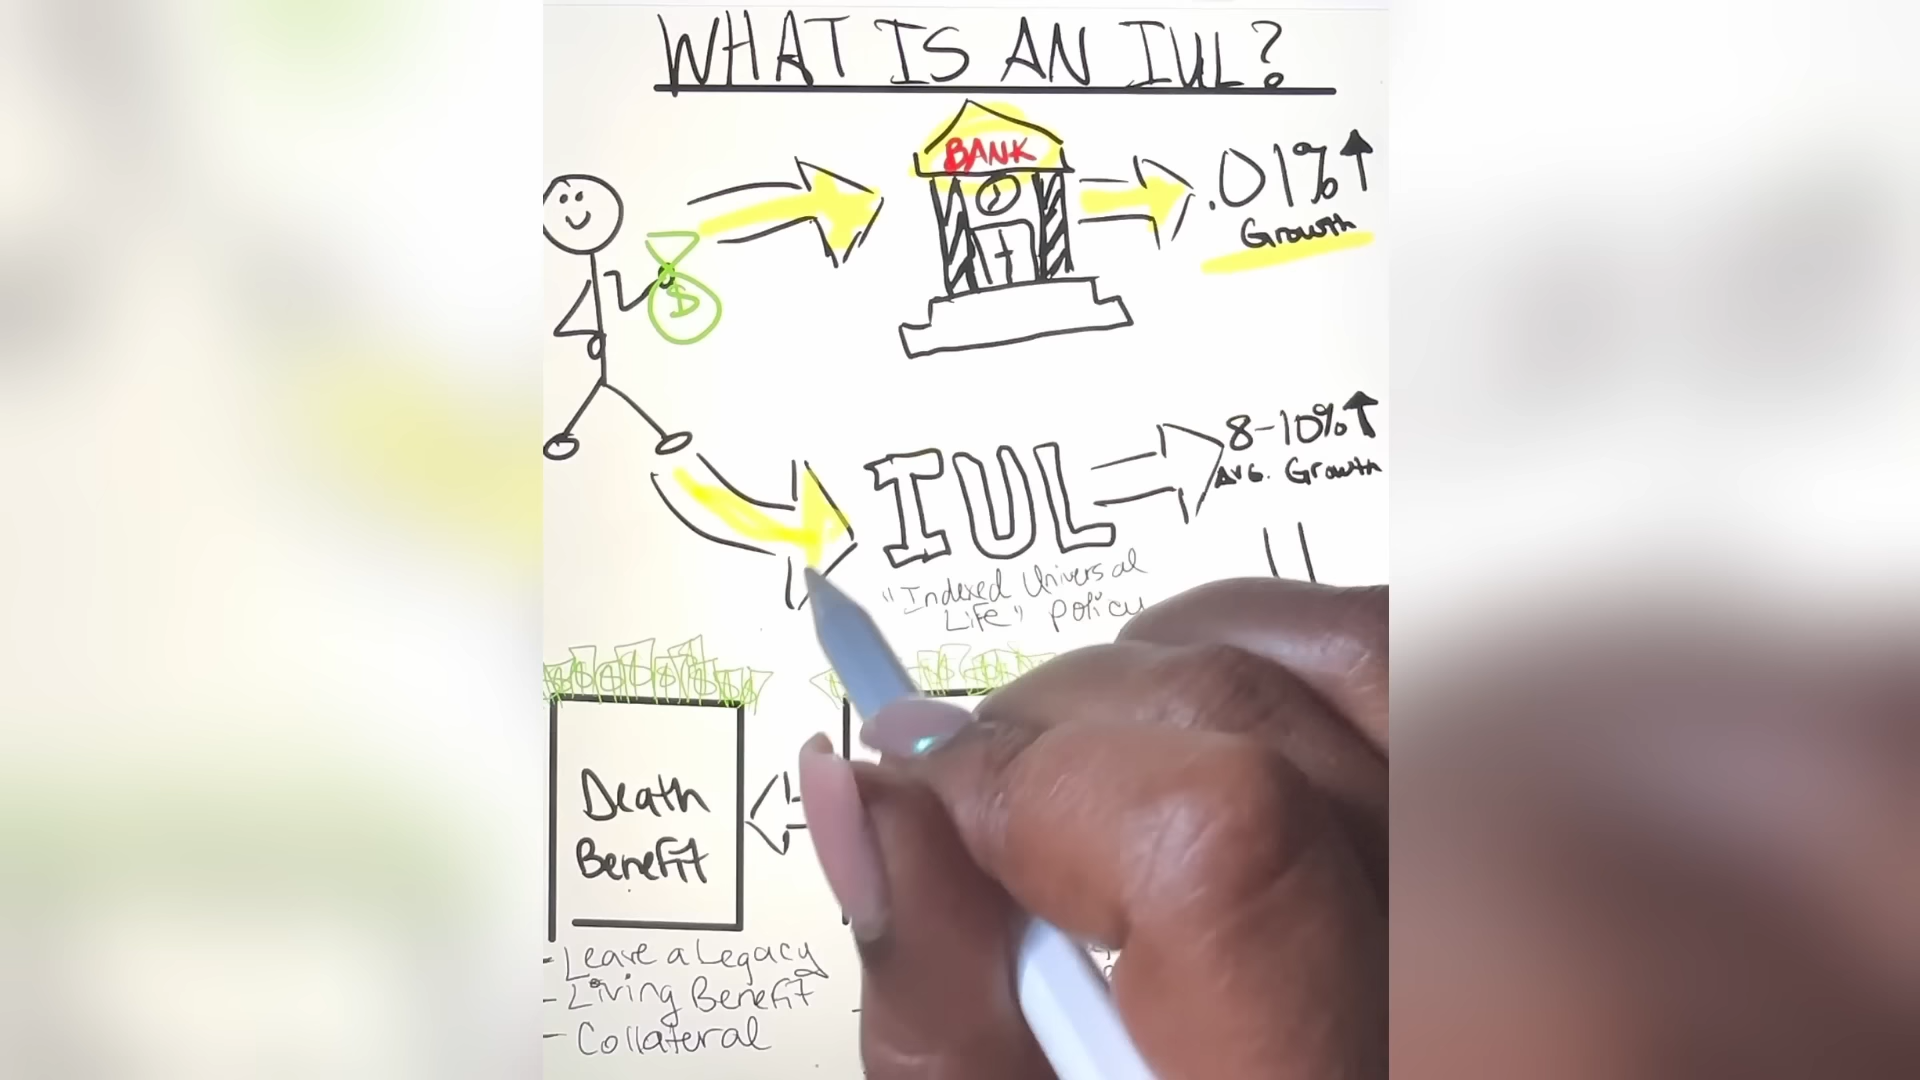 WHAT IS AN IUL?
BANK
.01%
Growth
$
8-10%
AVG. Growth
IUL
"Indexed Universal
Life" Policy
Death
Benefit
- Leave a Legacy
- Living Benefit
- Collateral